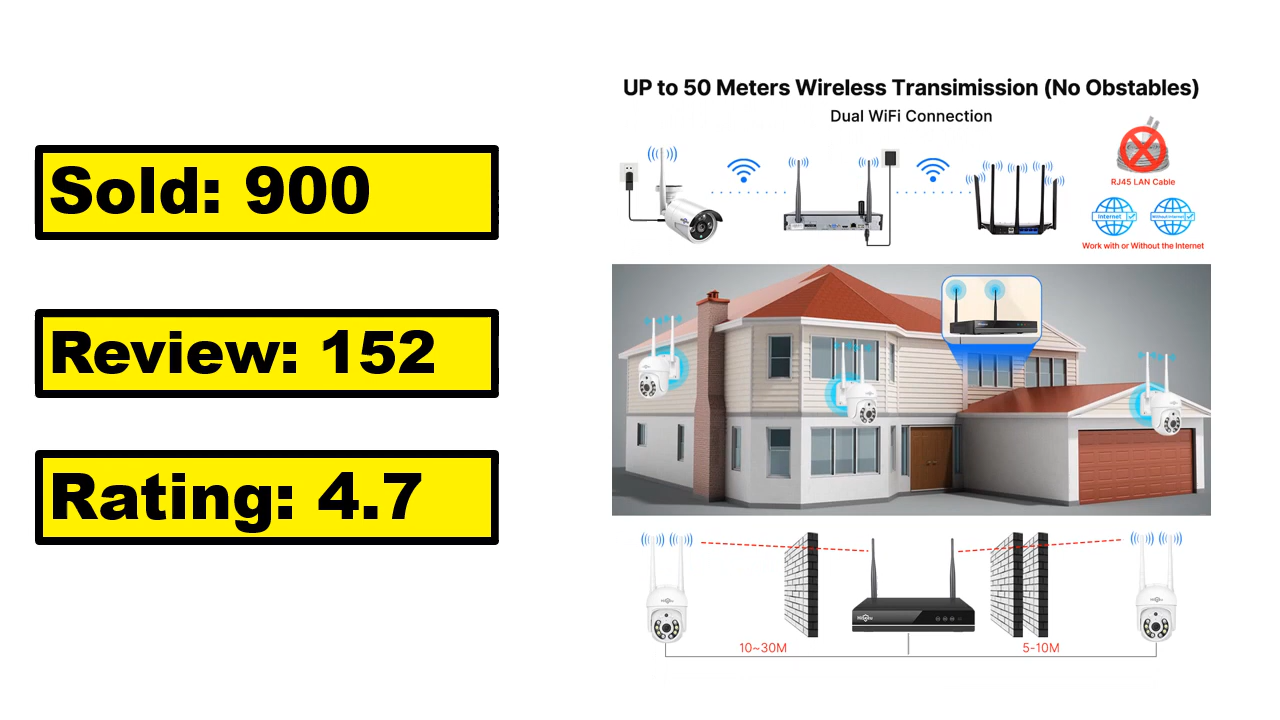 Sold: 900
Review: 152
Rating: 4.7
UP to 50 Meters Wireless Transimission (No Obstables)
Dual WiFi Connection
RJ45 LAN Cable
Internet
Without Internet
Work with or Without the Internet
10~30M
5-10M